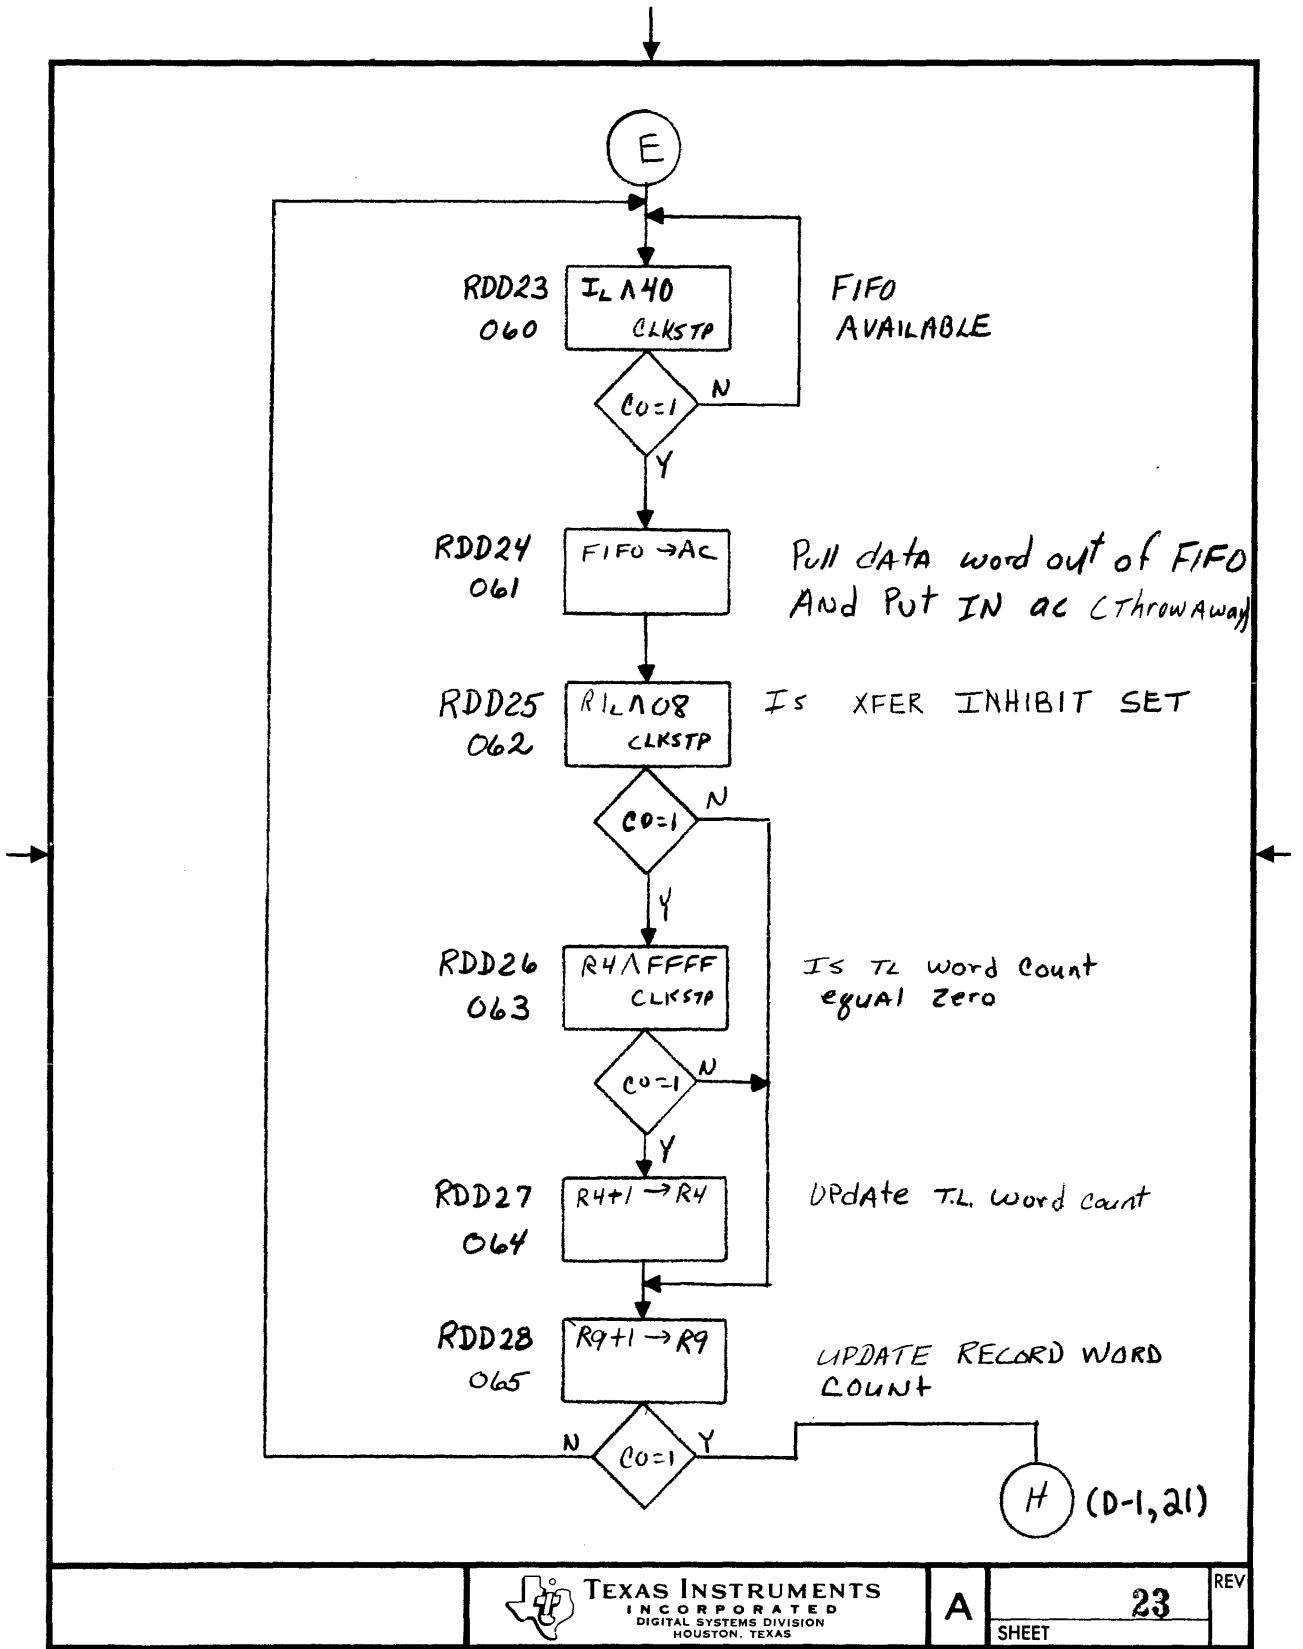 E
RDD23
060
IL Λ 40
CLKSTP
FIFO
AVAILABLE
CO=1
N
Y
RDD24
061
FIFO → AC
Pull dAtA word out of FIFO
And Put IN ac (ThrowAway)
RDD25
062
R1L Λ 08
CLKSTP
Is XFER INHIBIT SET
CO=1
N
Y
RDD26
063
R4 Λ FFFF
CLKSTP
Is TL word Count
equAl Zero
CO=1
N
Y
RDD27
064
R4+1 → R4
UPdAte T.L. word count
RDD28
065
R9+1 → R9
UPDATE RECORD WORD
COUNt
N
CO=1
Y
H
(D-1,21)
TEXAS INSTRUMENTS
INCORPORATED
DIGITAL SYSTEMS DIVISION
HOUSTON, TEXAS
A
23
SHEET
REV